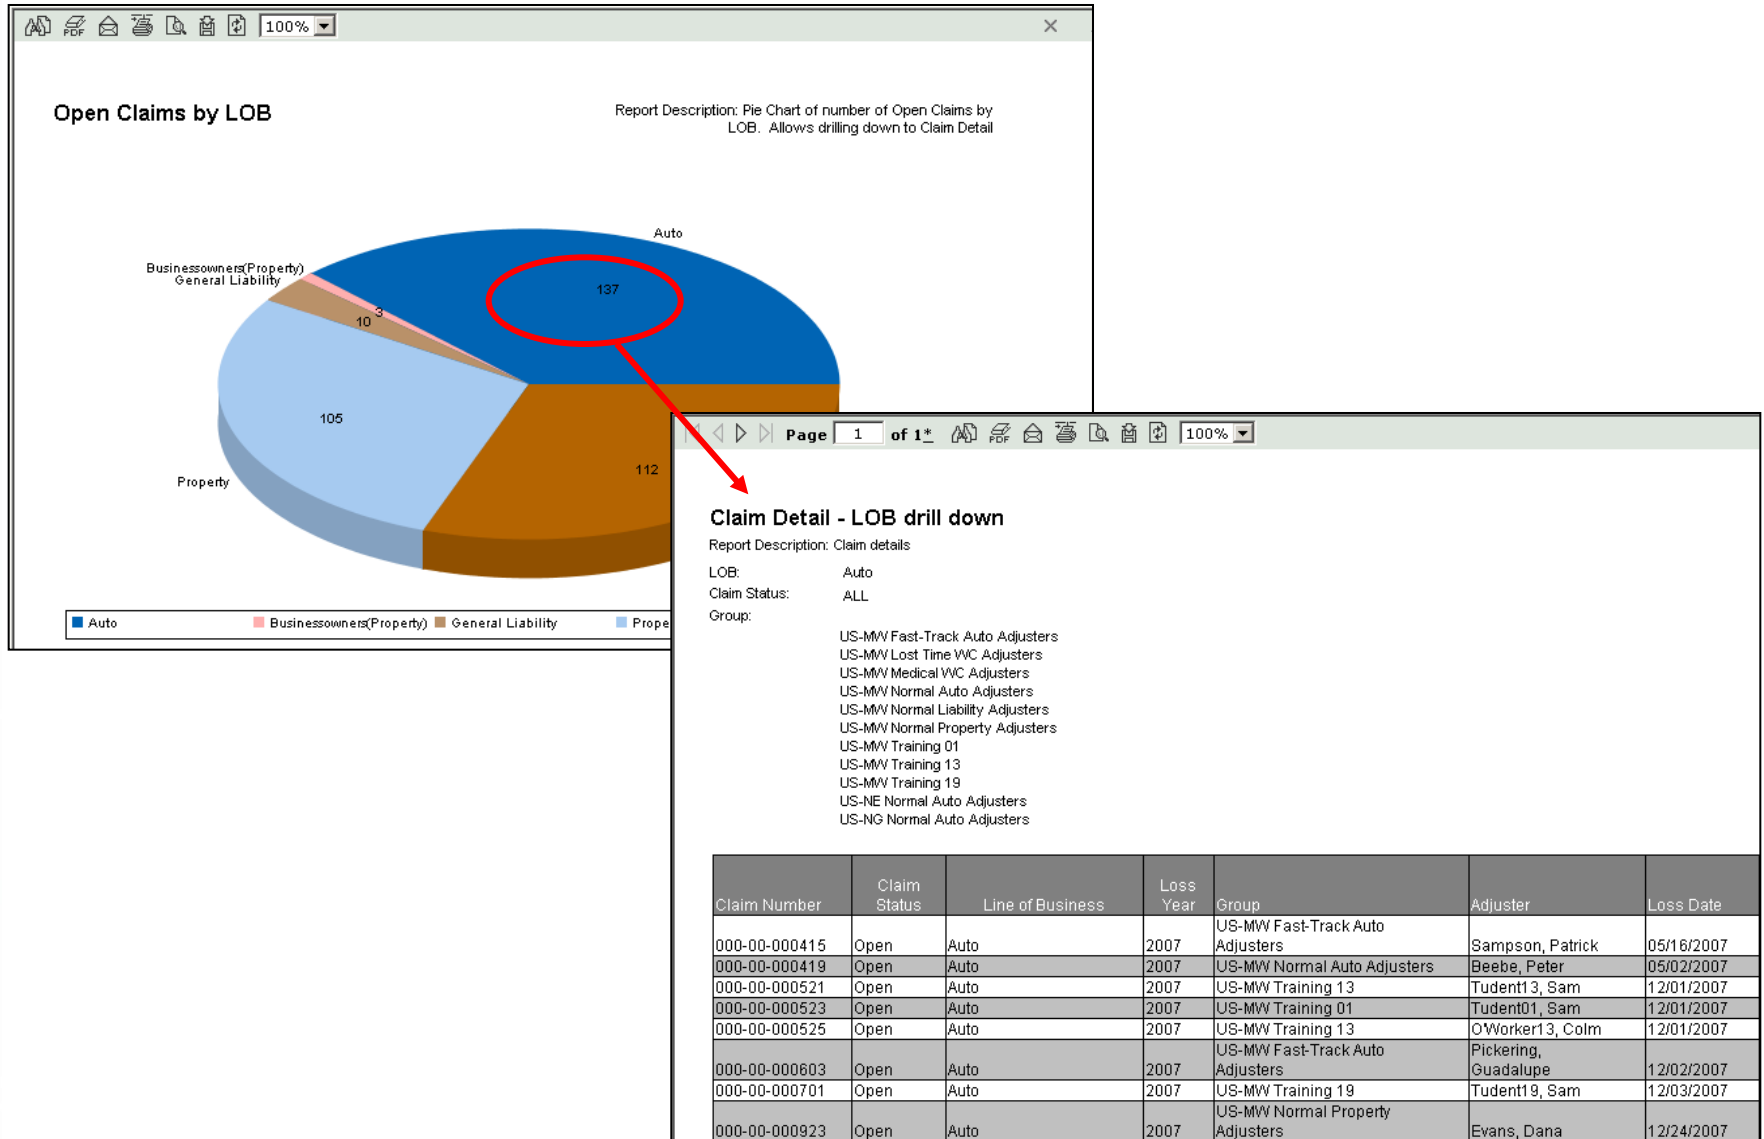 PDF
100%
Open Claims by LOB
Report Description: Pie Chart of number of Open Claims by
LOB. Allows drilling down to Claim Detail
Auto
Businessowners(Property)
General Liability
137
3
10
105
112
Property
Auto Businessowners(Property) General Liability Prope
Page 1 of 1* PDF 100%
Claim Detail - LOB drill down
Report Description: Claim details
LOB: Auto
Claim Status: ALL
Group:
US-MW Fast-Track Auto Adjusters
US-MW Lost Time WC Adjusters
US-MW Medical WC Adjusters
US-MW Normal Auto Adjusters
US-MW Normal Liability Adjusters
US-MW Normal Property Adjusters
US-MW Training 01
US-MW Training 13
US-MW Training 19
US-NE Normal Auto Adjusters
US-NG Normal Auto Adjusters
Claim Number Claim Status Line of Business Loss Year Group Adjuster Loss Date
000-00-000415 Open Auto 2007 US-MW Fast-Track Auto Adjusters Sampson, Patrick 05/16/2007
000-00-000419 Open Auto 2007 US-MW Normal Auto Adjusters Beebe, Peter 05/02/2007
000-00-000521 Open Auto 2007 US-MW Training 13 Tudent13, Sam 12/01/2007
000-00-000523 Open Auto 2007 US-MW Training 01 Tudent01, Sam 12/01/2007
000-00-000525 Open Auto 2007 US-MW Training 13 O'Worker13, Colm 12/01/2007
000-00-000603 Open Auto 2007 US-MW Fast-Track Auto Adjusters Pickering, Guadalupe 12/02/2007
000-00-000701 Open Auto 2007 US-MW Training 19 Tudent19, Sam 12/03/2007
000-00-000923 Open Auto 2007 US-MW Normal Property Adjusters Evans, Dana 12/24/2007